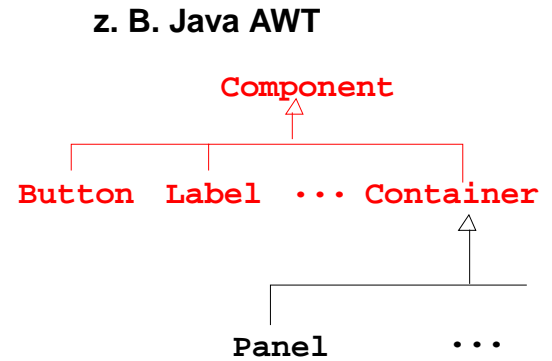 z. B. Java AWT
Component
Button Label ... Container
Panel ...